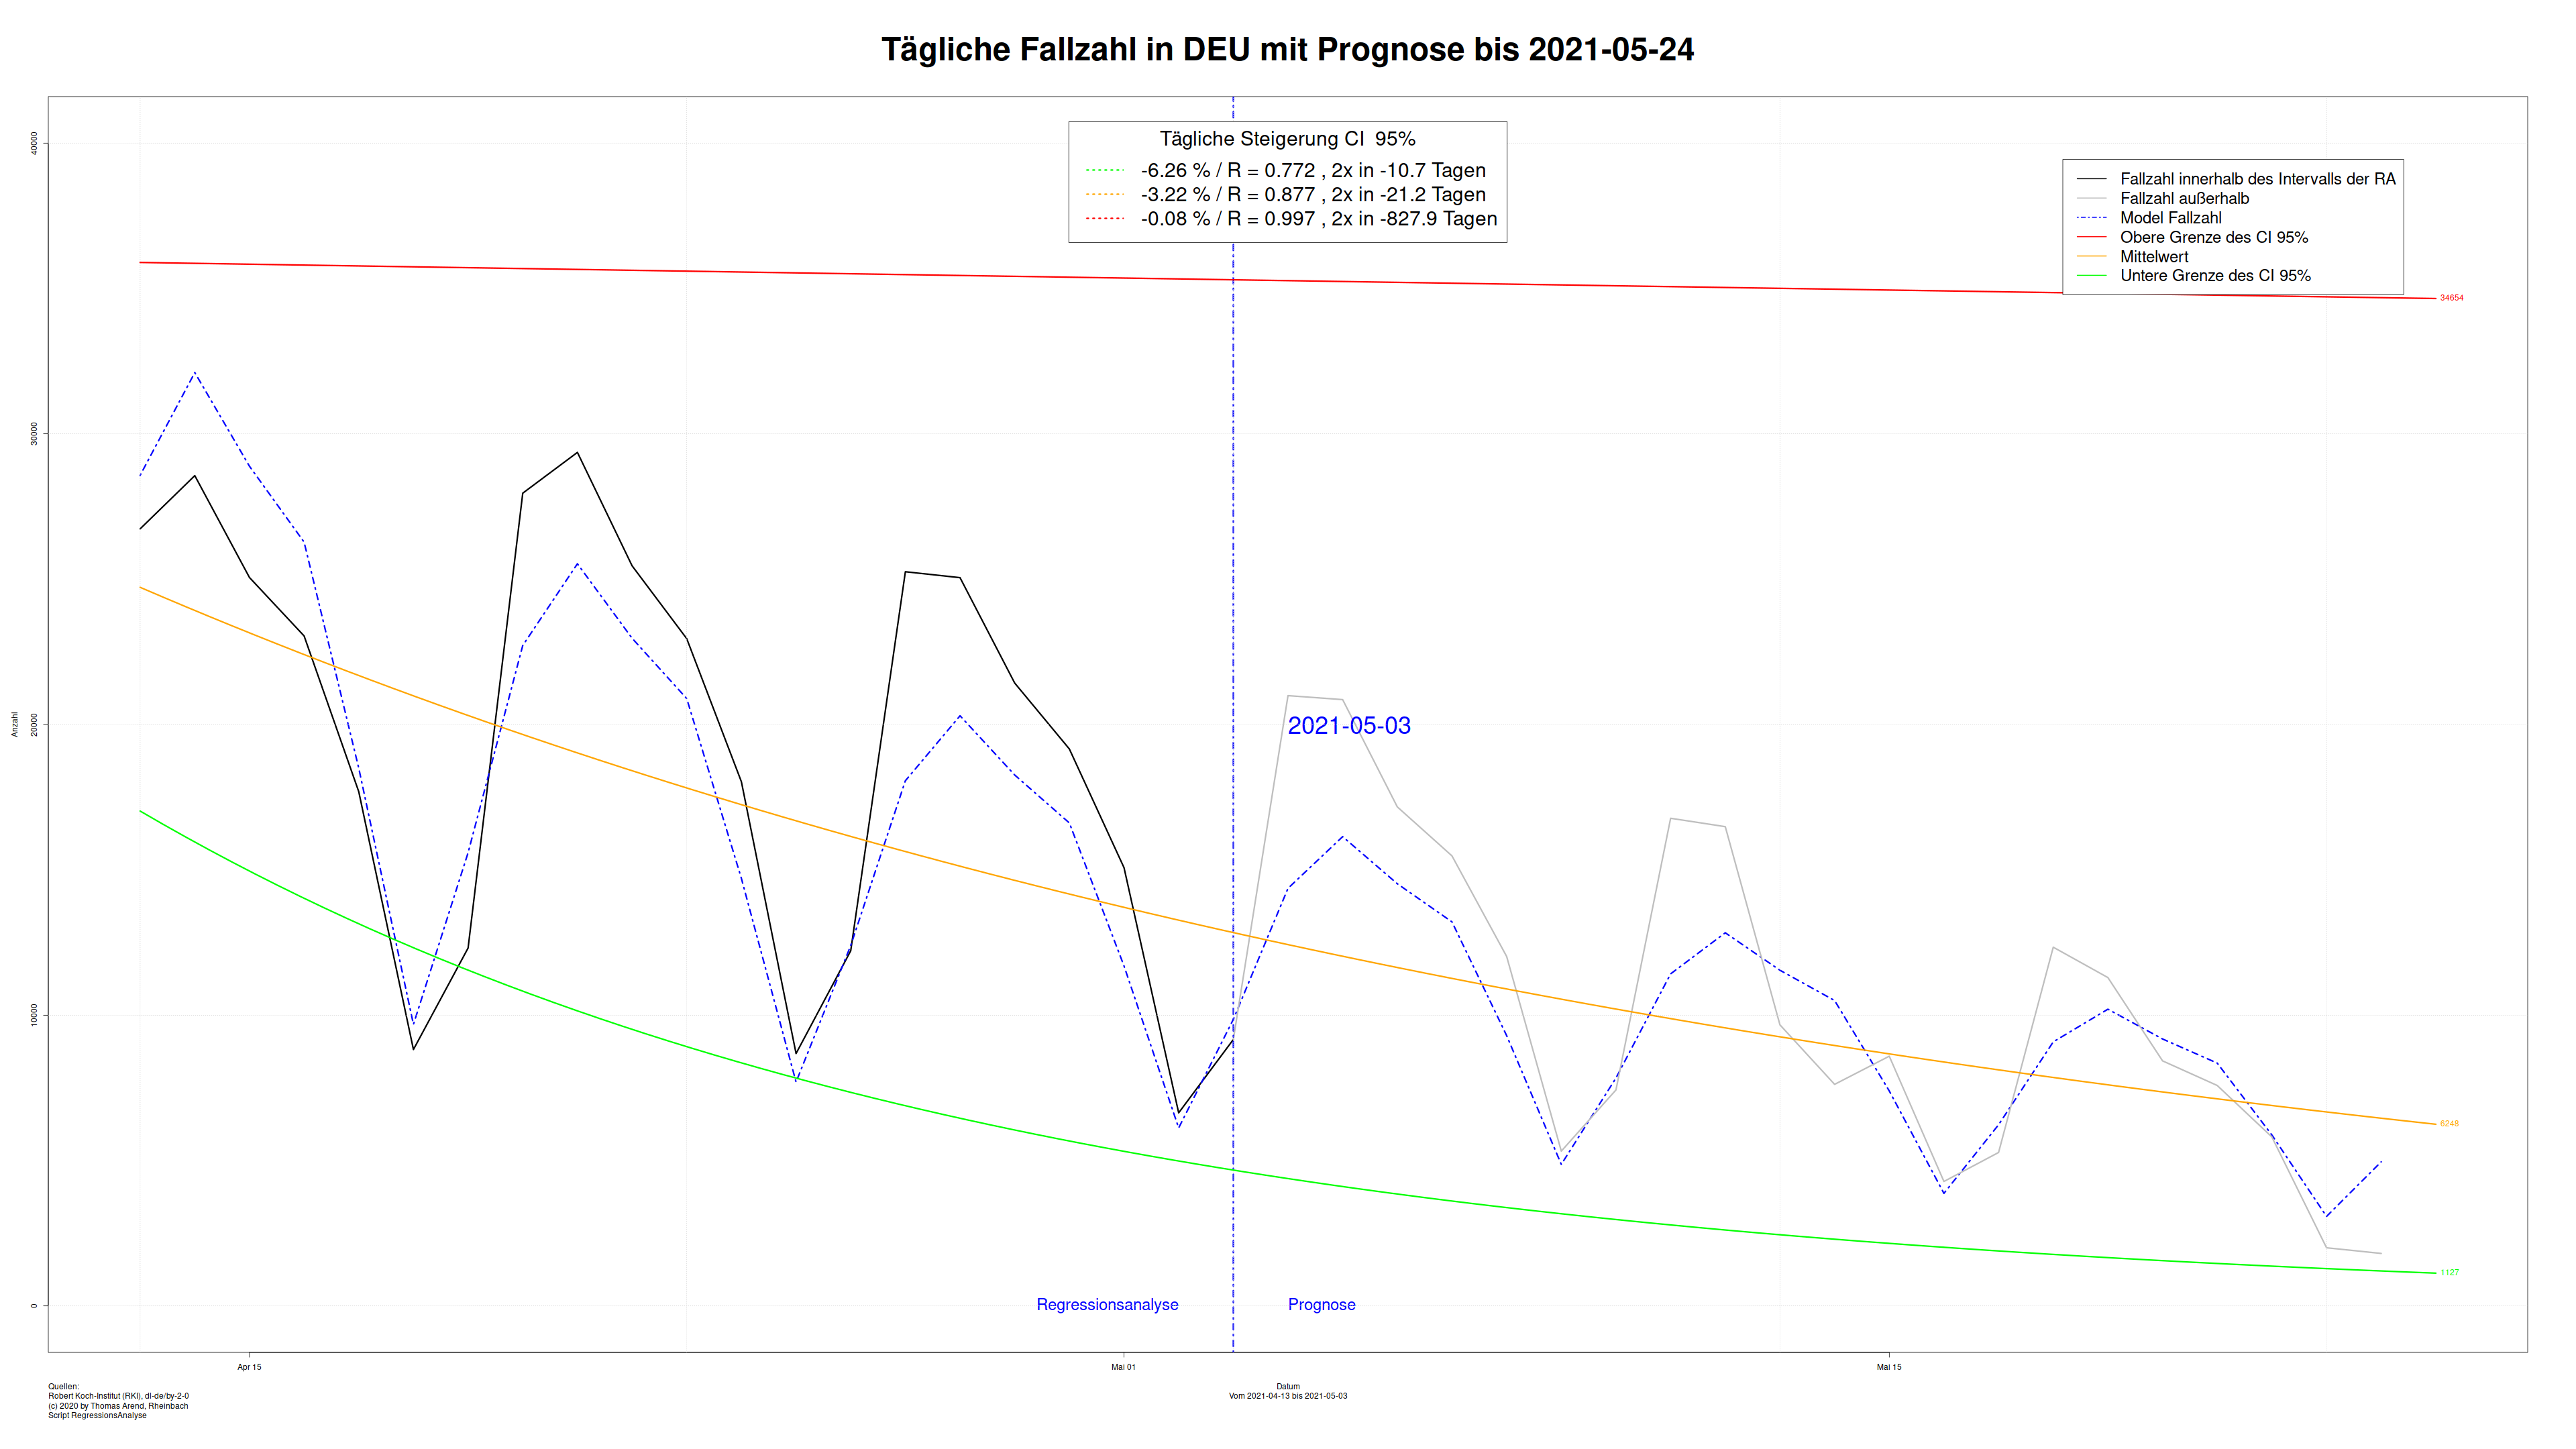 Tägliche Fallzahl in DEU mit Prognose bis 2021-05-24
Tägliche Steigerung CI  95%
-6.26 % / R = 0.772 , 2x in -10.7 Tagen
-3.22 % / R = 0.877 , 2x in -21.2 Tagen
-0.08 % / R = 0.997 , 2x in -827.9 Tagen
Fallzahl innerhalb des Intervalls der RA
Fallzahl außerhalb
Model Fallzahl
Obere Grenze des CI 95%
Mittelwert
Untere Grenze des CI 95%
40000
30000
20000
10000
0
Anzahl
34654
2021-05-03
6248
1127
Regressionsanalyse
Prognose
Apr 15
Mai 01
Mai 15
Datum
Vom 2021-04-13 bis 2021-05-03
Quellen:
Robert Koch-Institut (RKI), dl-de/by-2-0
(c) 2020 by Thomas Arend, Rheinbach
Script RegressionsAnalyse